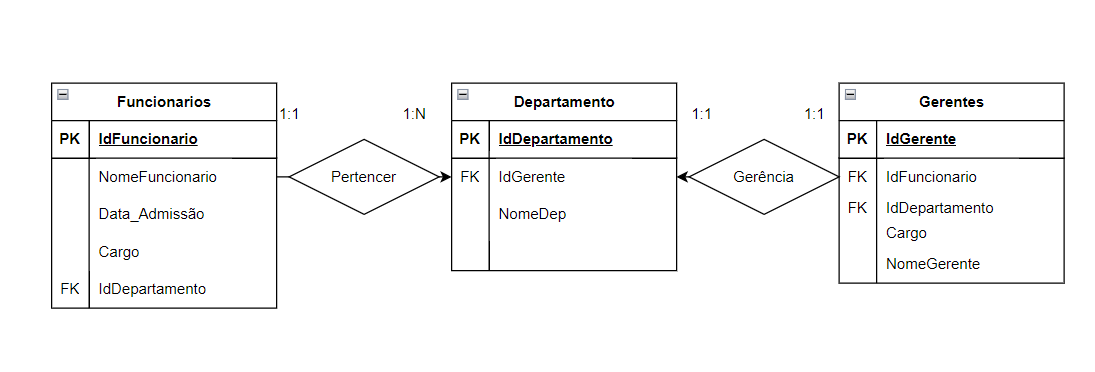 Funcionarios
PK IdFuncionario
NomeFuncionario
Data_Admissão
Cargo
FK IdDepartamento
1:1
1:N
Pertencer
Departamento
PK IdDepartamento
FK IdGerente
NomeDep
1:1
1:1
Gerência
Gerentes
PK IdGerente
FK IdFuncionario
FK IdDepartamento
Cargo
NomeGerente